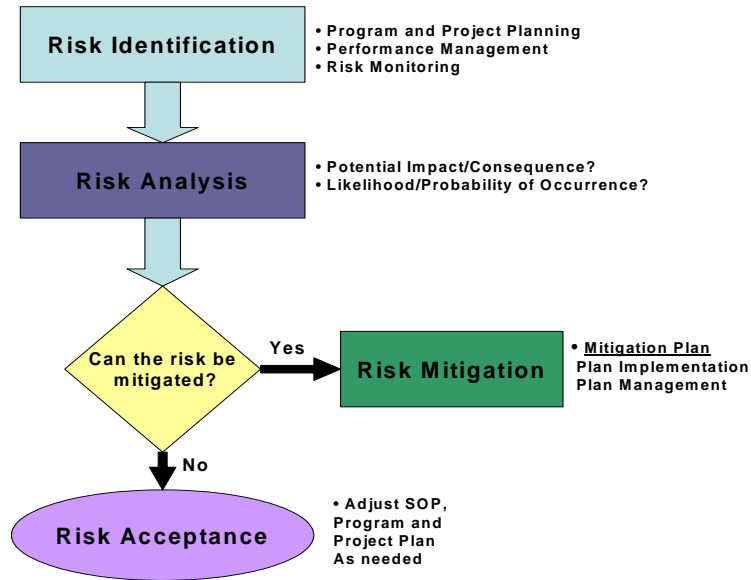 Risk Identification
• Program and Project Planning
• Performance Management
• Risk Monitoring
Risk Analysis
• Potential Impact/Consequence?
• Likelihood/Probability of Occurrence?
Can the risk be
mitigated?
Yes
Risk Mitigation
• Mitigation Plan
Plan Implementation
Plan Management
No
Risk Acceptance
• Adjust SOP,
Program and
Project Plan
As needed